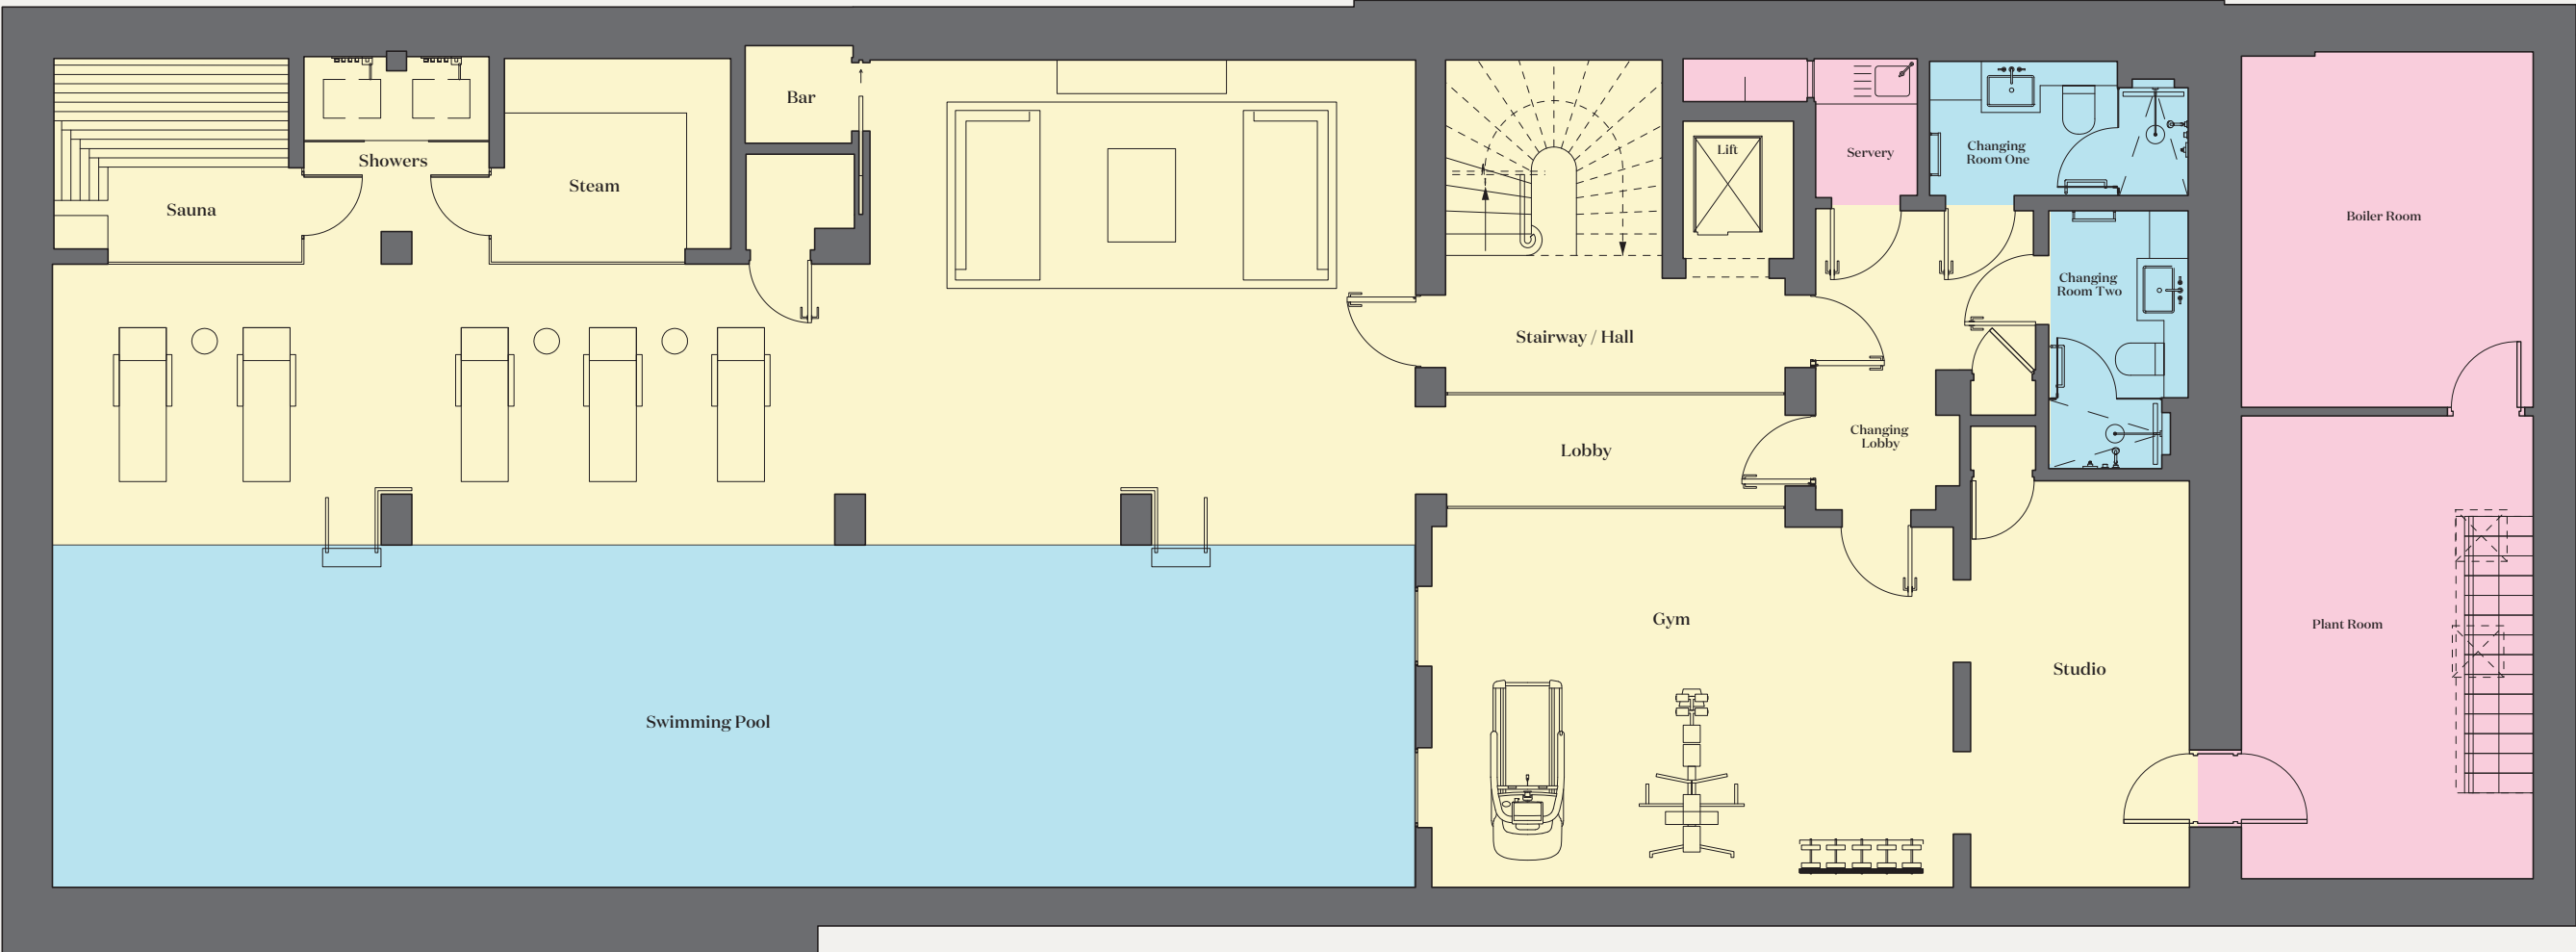 Bar
Lift
Servery
Changing
Room One
Showers
Steam
Sauna
Boiler Room
Changing
Room Two
Stairway / Hall
Changing
Lobby
Lobby
Gym
Plant Room
Studio
Swimming Pool